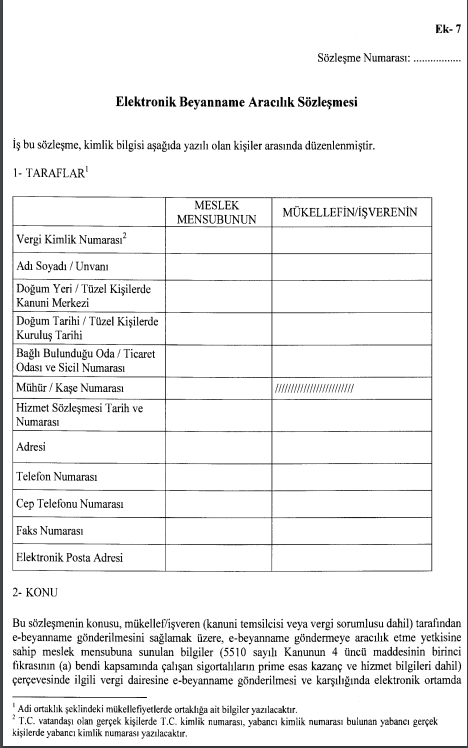 Ek- 7
Sözleşme Numarası: .................
Elektronik Beyanname Aracılık Sözleşmesi
İş bu sözleşme, kimlik bilgisi aşağıda yazılı olan kişiler arasında düzenlenmiştir.
1- TARAFLAR¹
MESLEK MENSUBUNUN
MÜKELLEFİN/İŞVERENİN
Vergi Kimlik Numarası²
Adı Soyadı / Unvanı
Doğum Yeri / Tüzel Kişilerde
Kanuni Merkezi
Doğum Tarihi / Tüzel Kişilerde
Kuruluş Tarihi
Bağlı Bulunduğu Oda / Ticaret
Odası ve Sicil Numarası
Mühür / Kaşe Numarası
////////////////////////
Hizmet Sözleşmesi Tarih ve
Numarası
Adresi
Telefon Numarası
Cep Telefonu Numarası
Faks Numarası
Elektronik Posta Adresi
2- KONU
Bu sözleşmenin konusu, mükellef/işveren (kanuni temsilcisi veya vergi sorumlusu dahil) tarafından
e-beyanname gönderilmesini sağlamak üzere, e-beyanname göndermeye aracılık etme yetkisine
sahip meslek mensubuna sunulan bilgiler (5510 sayılı Kanunun 4 üncü maddesinin birinci
fıkrasının (a) bendi kapsamında çalışan sigortalıların prime esas kazanç ve hizmet bilgileri dahil)
çerçevesinde ilgili vergi dairesine e-beyanname gönderilmesi ve karşılığında elektronik ortamda
¹ Adi ortaklık şeklindeki mükellefiyetlerde ortaklığa ait bilgiler yazılacaktır.
² T.C. vatandaşı olan gerçek kişilerde T.C. kimlik numarası, yabancı kimlik numarası bulunan yabancı gerçek
kişilerde yabancı kimlik numarası yazılacaktır.